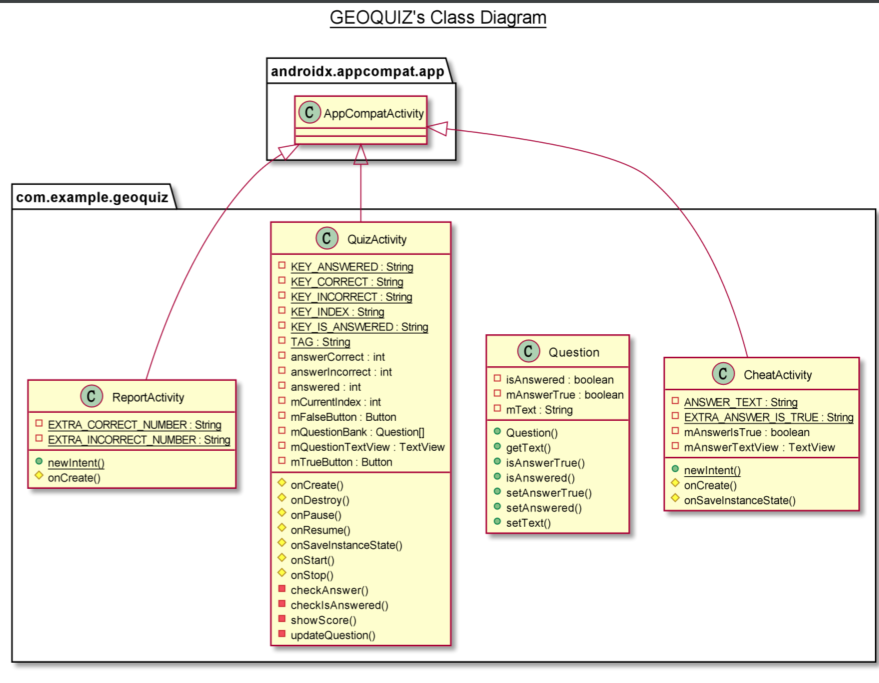 GEOQUIZ's Class Diagram
androidx.appcompat.app
C AppCompatActivity
com.example.geoquiz
C ReportActivity
EXTRA_CORRECT_NUMBER : String
EXTRA_INCORRECT_NUMBER : String
newIntent()
onCreate()
C QuizActivity
KEY_ANSWERED : String
KEY_CORRECT : String
KEY_INCORRECT : String
KEY_INDEX : String
KEY_IS_ANSWERED : String
TAG : String
answerCorrect : int
answerIncorrect : int
answered : int
mCurrentIndex : int
mFalseButton : Button
mQuestionBank : Question[]
mQuestionTextView : TextView
mTrueButton : Button
onCreate()
onDestroy()
onPause()
onResume()
onSaveInstanceState()
onStart()
onStop()
checkAnswer()
checkIsAnswered()
showScore()
updateQuestion()
C Question
isAnswered : boolean
mAnswerTrue : boolean
mText : String
Question()
getText()
isAnswerTrue()
isAnswered()
setAnswerTrue()
setAnswered()
setText()
C CheatActivity
ANSWER_TEXT : String
EXTRA_ANSWER_IS_TRUE : String
mAnswerIsTrue : boolean
mAnswerTextView : TextView
newIntent()
onCreate()
onSaveInstanceState()